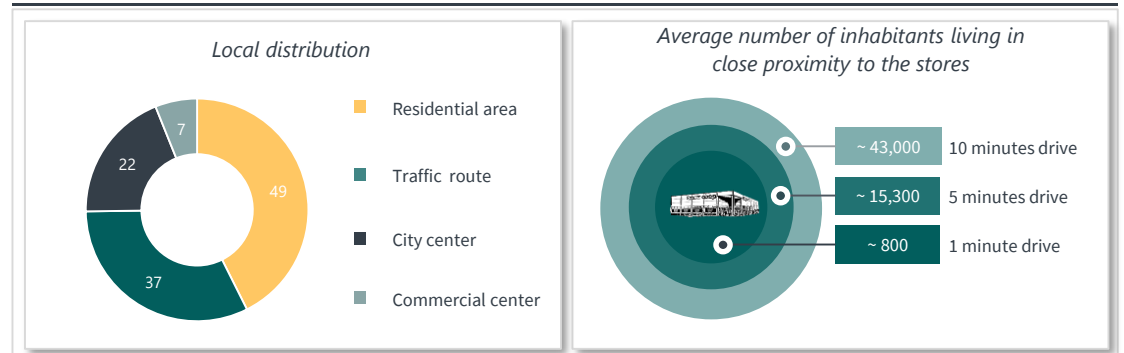 Local distribution
49
37
22
7
Residential area
Traffic route
City center
Commercial center
Average number of inhabitants living in
close proximity to the stores
~ 43,000 10 minutes drive
~ 15,300 5 minutes drive
~ 800 1 minute drive